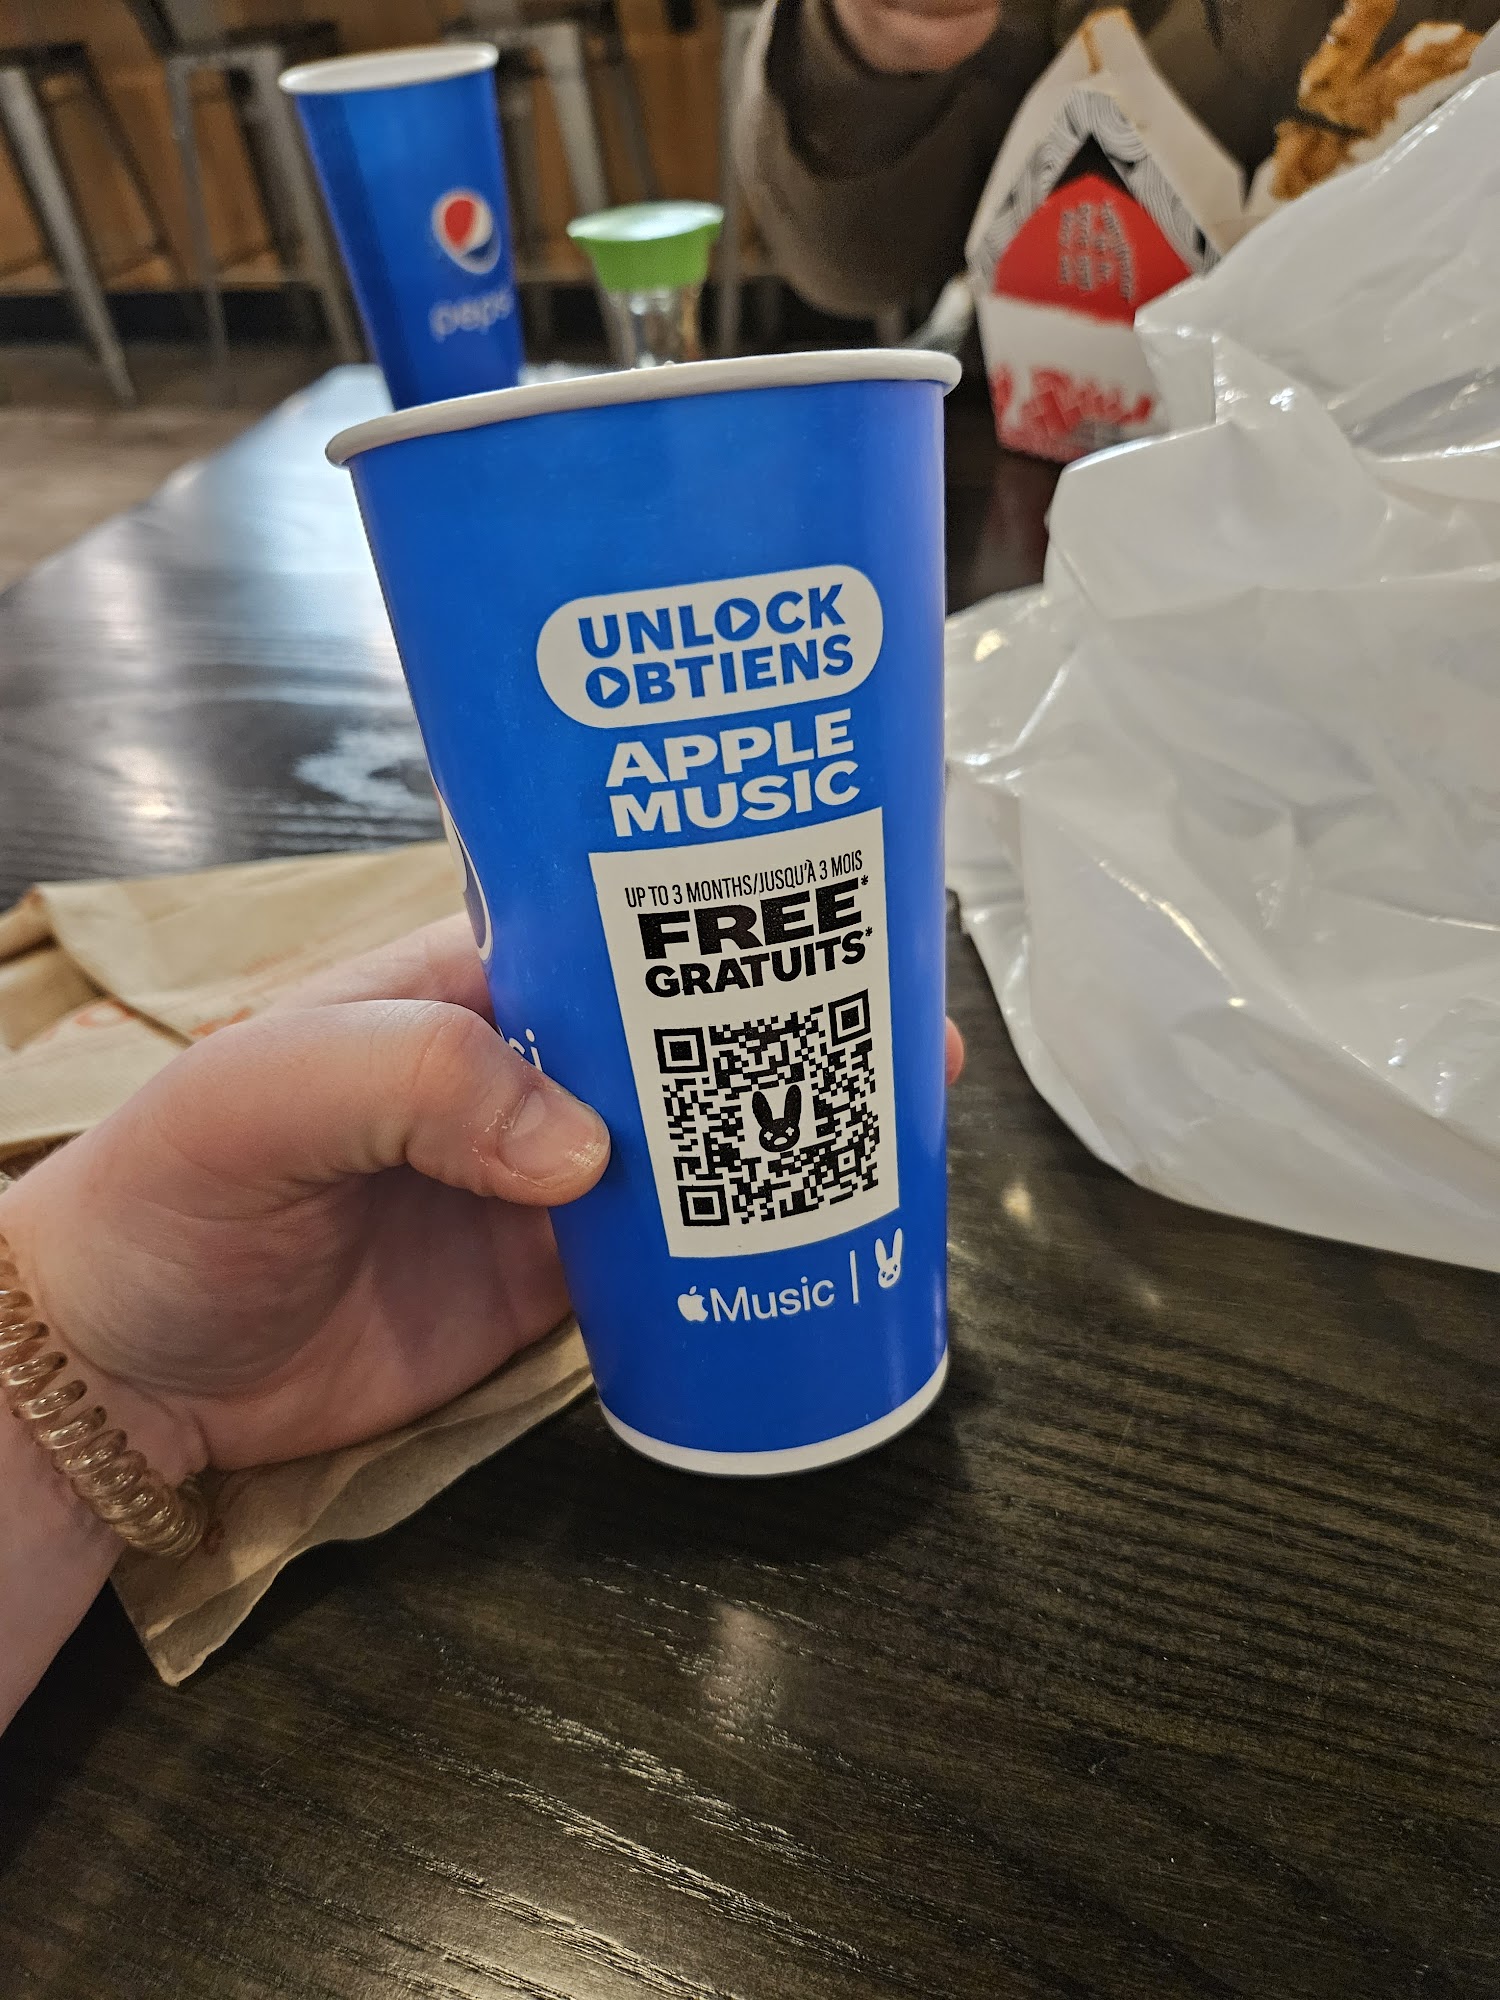 pepsi
UNLOCK
OBTIENS
APPLE
MUSIC
UP TO 3 MONTHS/JUSQU'À 3 MOIS
FREE*
GRATUITS*
Music